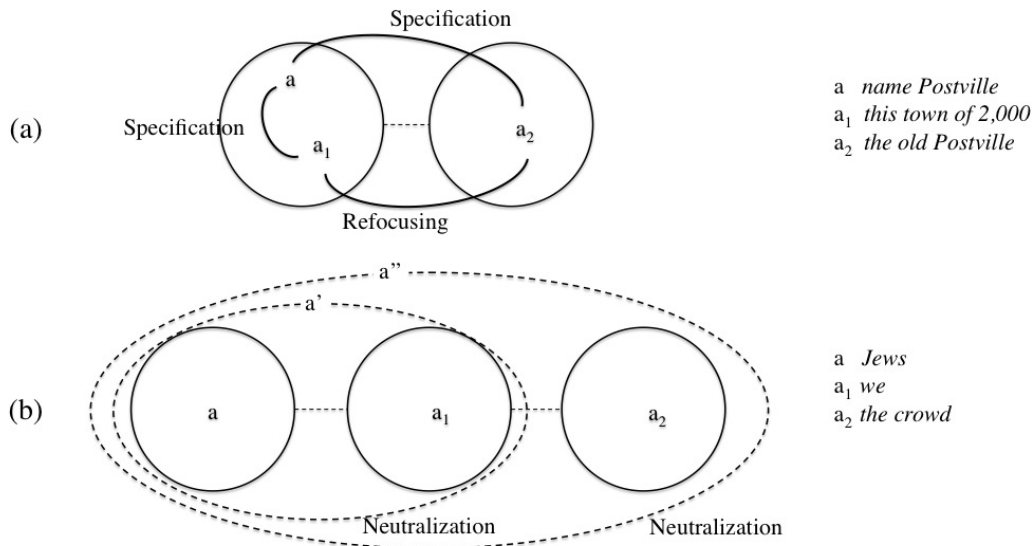 Specification
a
a name Postville
(a)
Specification
a₁
a₂
a₁ this town of 2,000
a₂ the old Postville
Refocusing
a’’
a'
(b)
a
a₁
a₂
a Jews
a₁ we
a₂ the crowd
Neutralization
Neutralization